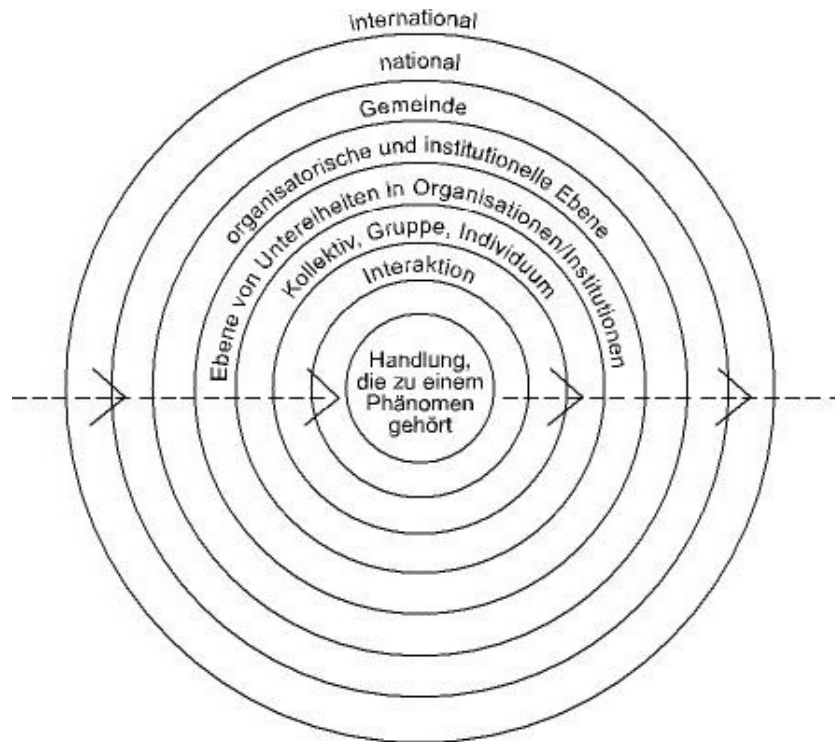 international
national
Gemeinde
organisatorische und institutionelle Ebene
Ebene von Untereiheiten in Organisationen/Institutionen
Kollektiv, Gruppe, Individuum
Interaktion
Handlung,
die zu einem
Phänomen
gehört